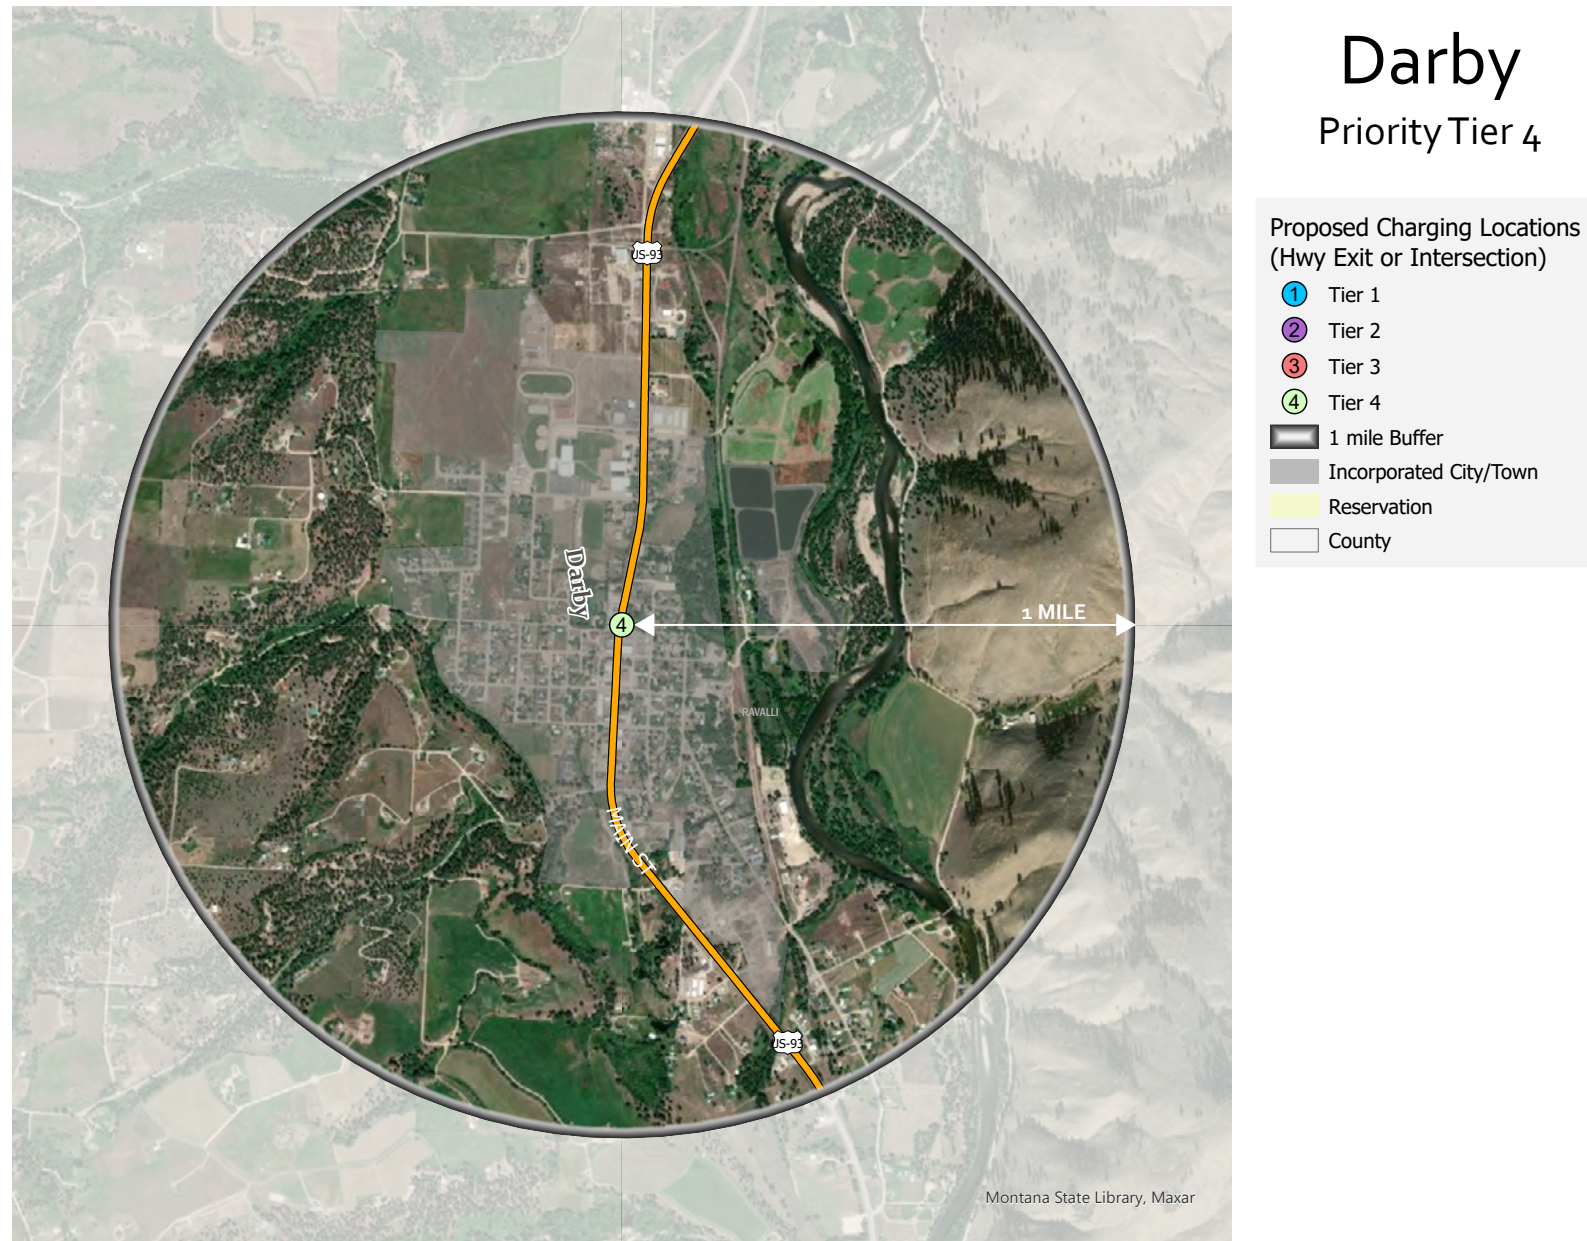 Darby
Priority Tier 4
Proposed Charging Locations
(Hwy Exit or Intersection)
1 Tier 1
2 Tier 2
3 Tier 3
4 Tier 4
1 mile Buffer
Incorporated City/Town
Reservation
County
US-93
Darby
4
1 MILE
RAVALLI
MAIN ST
US-93
Montana State Library, Maxar